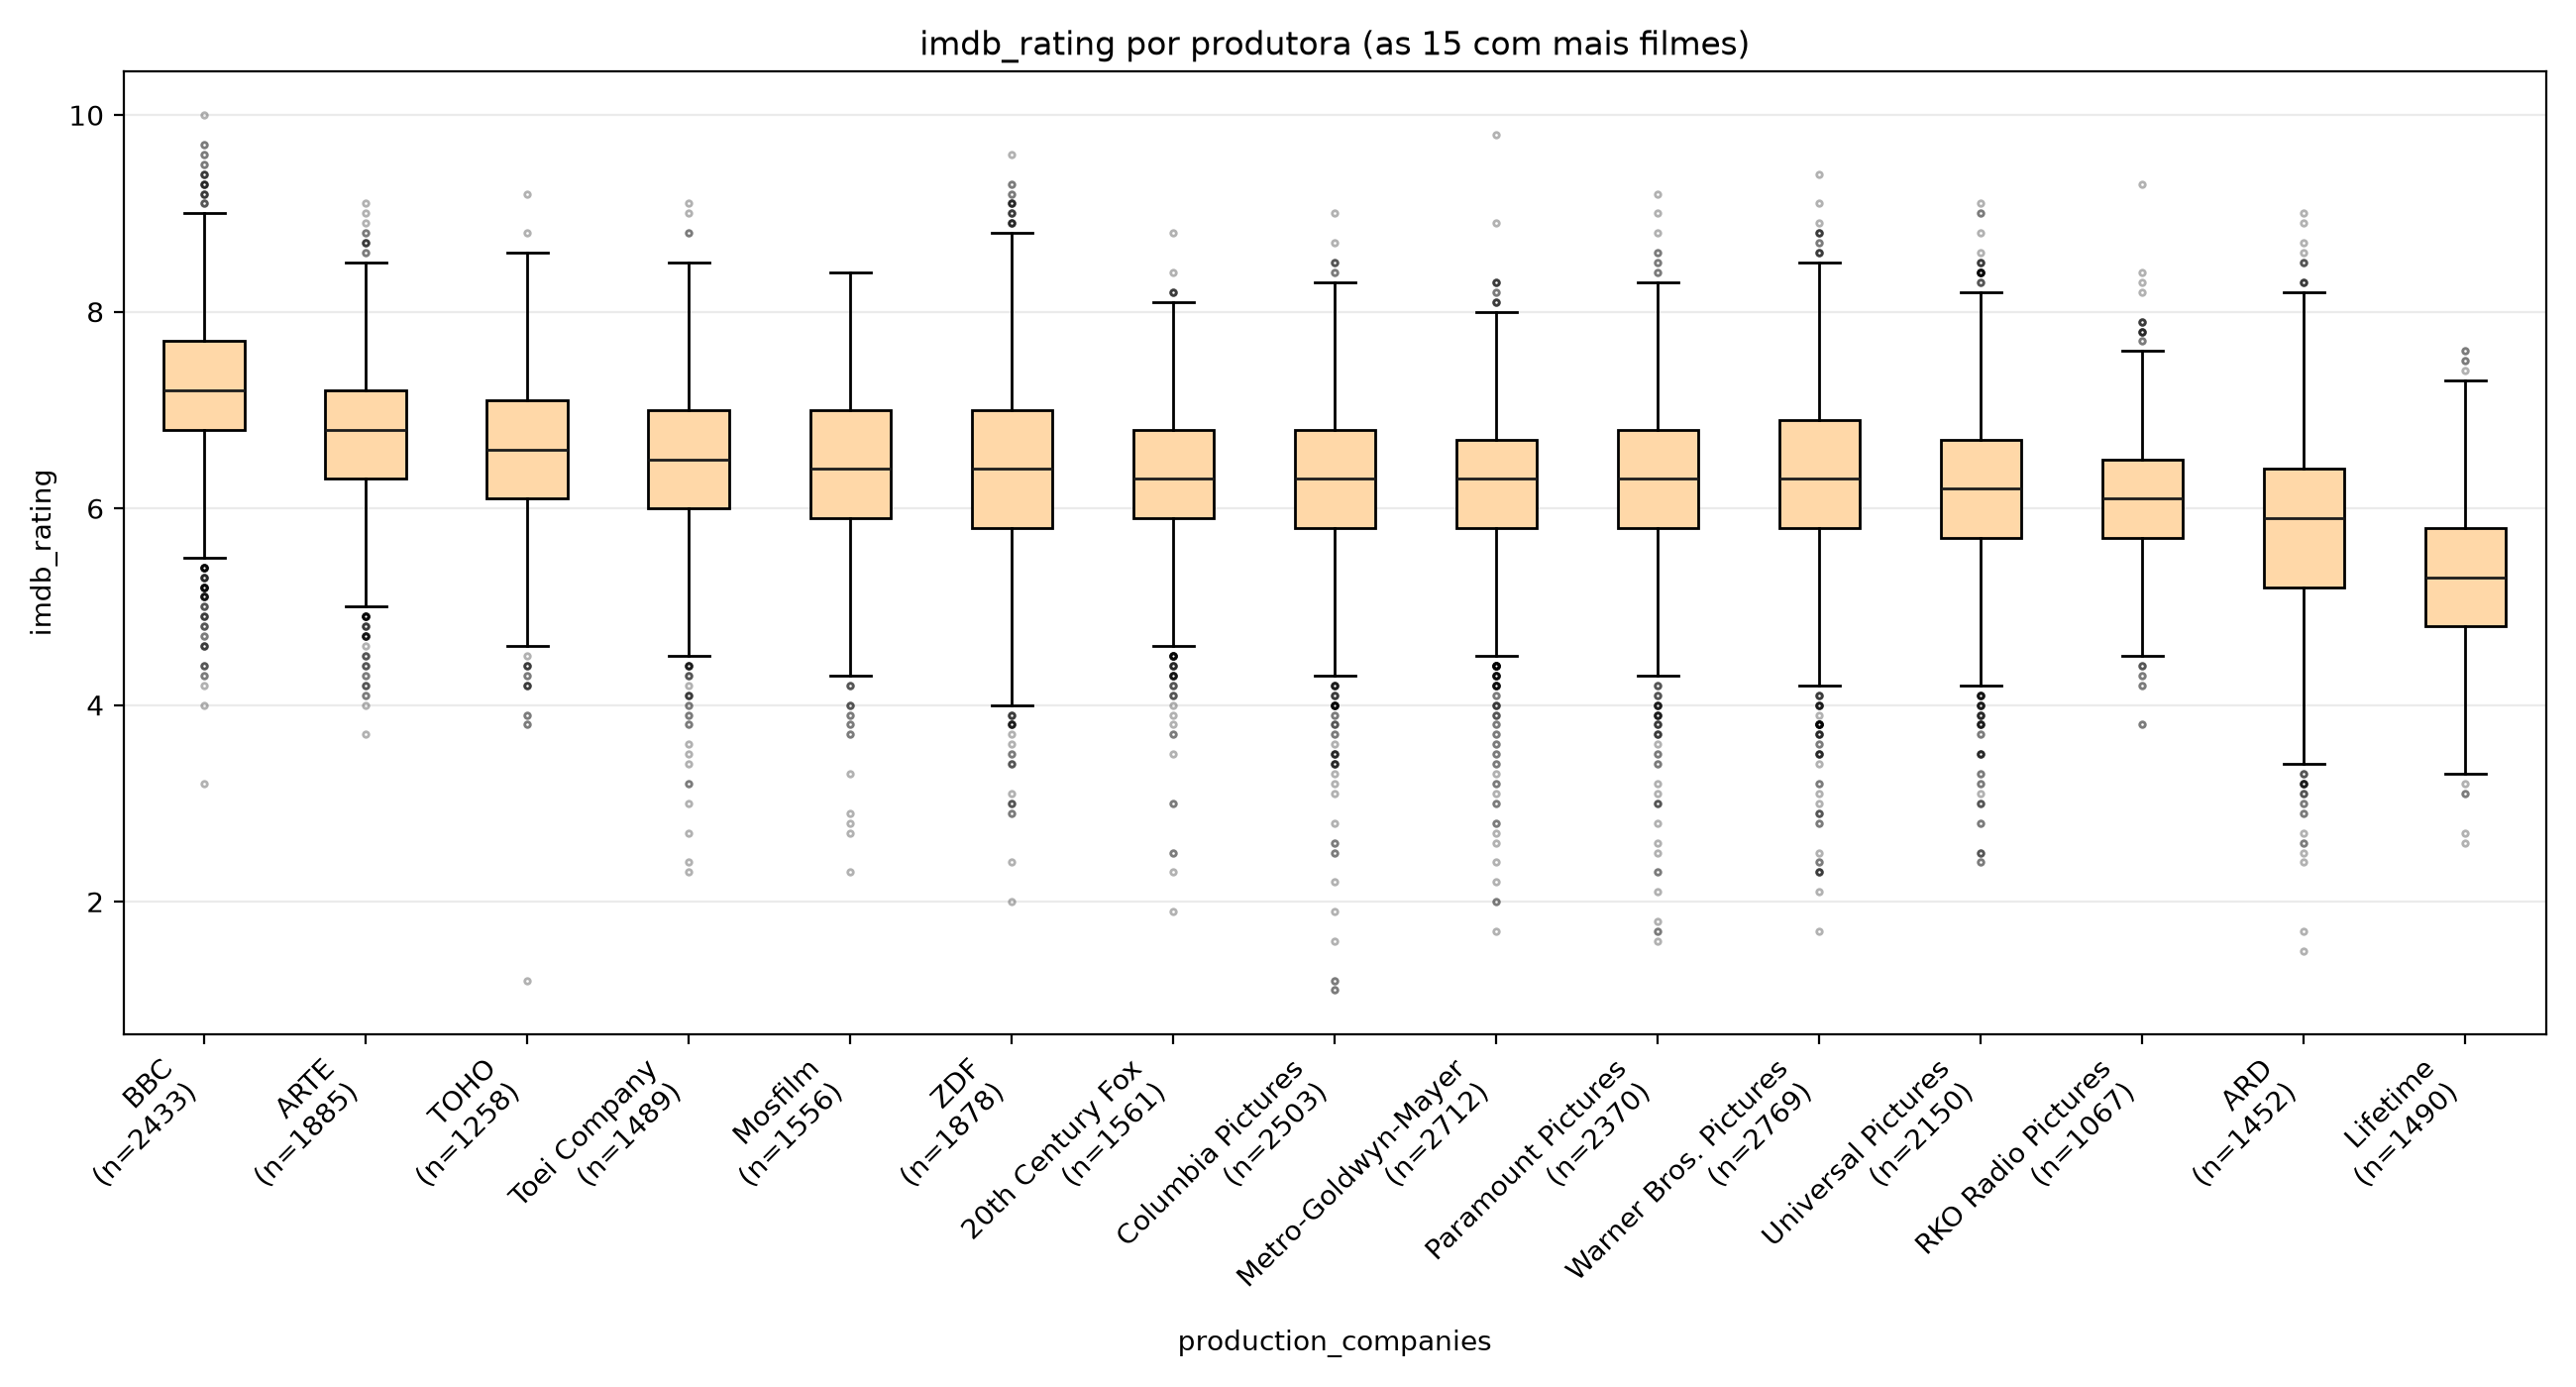 imdb_rating por produtora (as 15 com mais filmes)
imdb_rating
10
8
6
4
2
BBC
(n=2433)
ARTE
(n=1885)
TOHO
(n=1258)
Toei Company
(n=1489)
Mosfilm
(n=1556)
ZDF
(n=1878)
20th Century Fox
(n=1561)
Columbia Pictures
(n=2503)
Metro-Goldwyn-Mayer
(n=2712)
Paramount Pictures
(n=2370)
Warner Bros. Pictures
(n=2769)
Universal Pictures
(n=2150)
RKO Radio Pictures
(n=1067)
ARD
(n=1452)
Lifetime
(n=1490)
production_companies